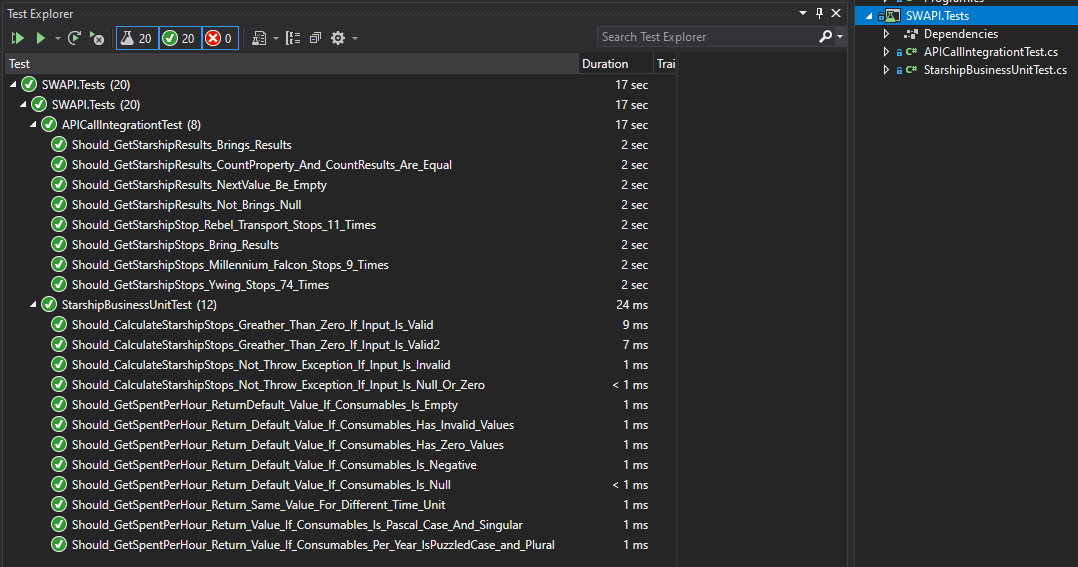 Test Explorer
20 20 0
Search Test Explorer
Test Duration Trai
SWAPI.Tests (20) 17 sec
SWAPI.Tests (20) 17 sec
APICallIntegrationTest (8) 17 sec
Should_GetStarshipResults_Brings_Results 2 sec
Should_GetStarshipResults_CountProperty_And_CountResults_Are_Equal 2 sec
Should_GetStarshipResults_NextValue_Be_Empty 2 sec
Should_GetStarshipResults_Not_Brings_Null 2 sec
Should_GetStarshipStop_Rebel_Transport_Stops_11_Times 2 sec
Should_GetStarshipStops_Bring_Results 2 sec
Should_GetStarshipStops_Millennium_Falcon_Stops_9_Times 2 sec
Should_GetStarshipStops_Ywing_Stops_74_Times 2 sec
StarshipBusinessUnitTest (12) 24 ms
Should_CalculateStarshipStops_Greather_Than_Zero_If_Input_Is_Valid 9 ms
Should_CalculateStarshipStops_Greather_Than_Zero_If_Input_Is_Valid2 7 ms
Should_CalculateStarshipStops_Not_Throw_Exception_If_Input_Is_Invalid 1 ms
Should_CalculateStarshipStops_Not_Throw_Exception_If_Input_Is_Null_Or_Zero < 1 ms
Should_GetSpentPerHour_ReturnDefault_Value_If_Consumables_Is_Empty 1 ms
Should_GetSpentPerHour_Return_Default_Value_If_Consumables_Has_Invalid_Values 1 ms
Should_GetSpentPerHour_Return_Default_Value_If_Consumables_Has_Zero_Values 1 ms
Should_GetSpentPerHour_Return_Default_Value_If_Consumables_Is_Negative 1 ms
Should_GetSpentPerHour_Return_Default_Value_If_Consumables_Is_Null < 1 ms
Should_GetSpentPerHour_Return_Same_Value_For_Different_Time_Unit 1 ms
Should_GetSpentPerHour_Return_Value_If_Consumables_Is_Pascal_Case_And_Singular 1 ms
Should_GetSpentPerHour_Return_Value_If_Consumables_Per_Year_IsPuzzledCase_and_Plural 1 ms
SWAPI.Tests
Dependencies
C# APICallIntegrationTest.cs
C# StarshipBusinessUnitTest.cs